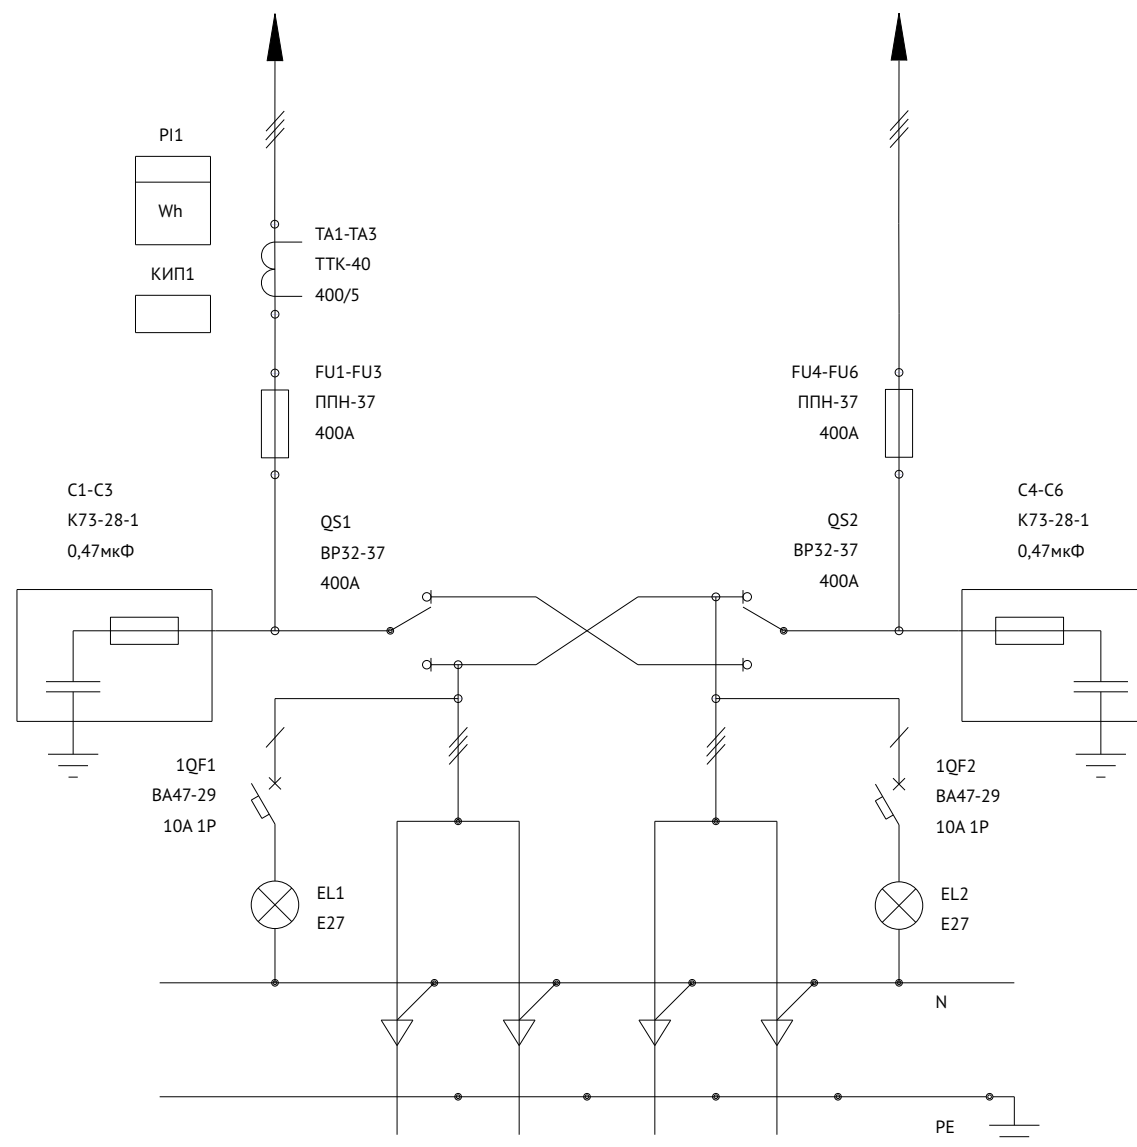 PI1
Wh
КИП1
TA1-TA3
ТТК-40
400/5
FU1-FU3
ППН-37
400А
FU4-FU6
ППН-37
400А
C1-C3
К73-28-1
0,47мкФ
QS1
ВР32-37
400А
QS2
ВР32-37
400А
C4-C6
К73-28-1
0,47мкФ
1QF1
ВА47-29
10А 1Р
1QF2
ВА47-29
10А 1Р
EL1
E27
EL2
E27
N
PE